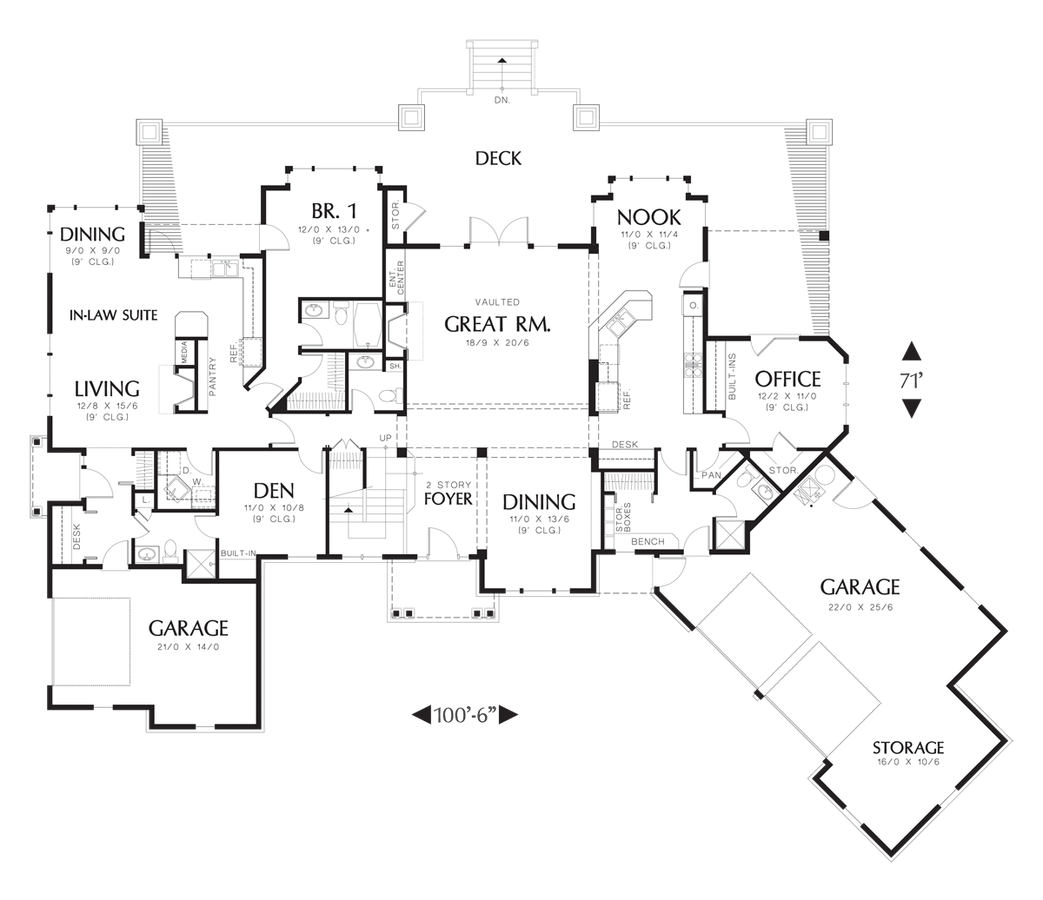 DN.
DECK
STOR
BR. 1
12/0 X 13/0
(9' CLG.)
NOOK
11/0 X 11/4
(9' CLG.)
DINING
9/0 X 9/0
(9' CLG.)
ENT.
CENTER
IN-LAW SUITE
VAULTED
GREAT RM.
18/9 X 20/6
MEDIA
REF.
PANTRY
SH.
LIVING
12/8 X 15/6
(9' CLG.)
REF.
BUILT-INS
OFFICE
12/2 X 11/0
(9' CLG.)
71'
UP
DESK
D.
W.
PAN
STOR.
L.
DEN
11/0 X 10/8
(9' CLG.)
2 STORY
FOYER
DINING
11/0 X 13/6
(9' CLG.)
STOR
BOXES
DESK
BUILT-IN
BENCH
GARAGE
22/0 X 25/6
GARAGE
21/0 X 14/0
100'-6"
STORAGE
16/0 X 10/6